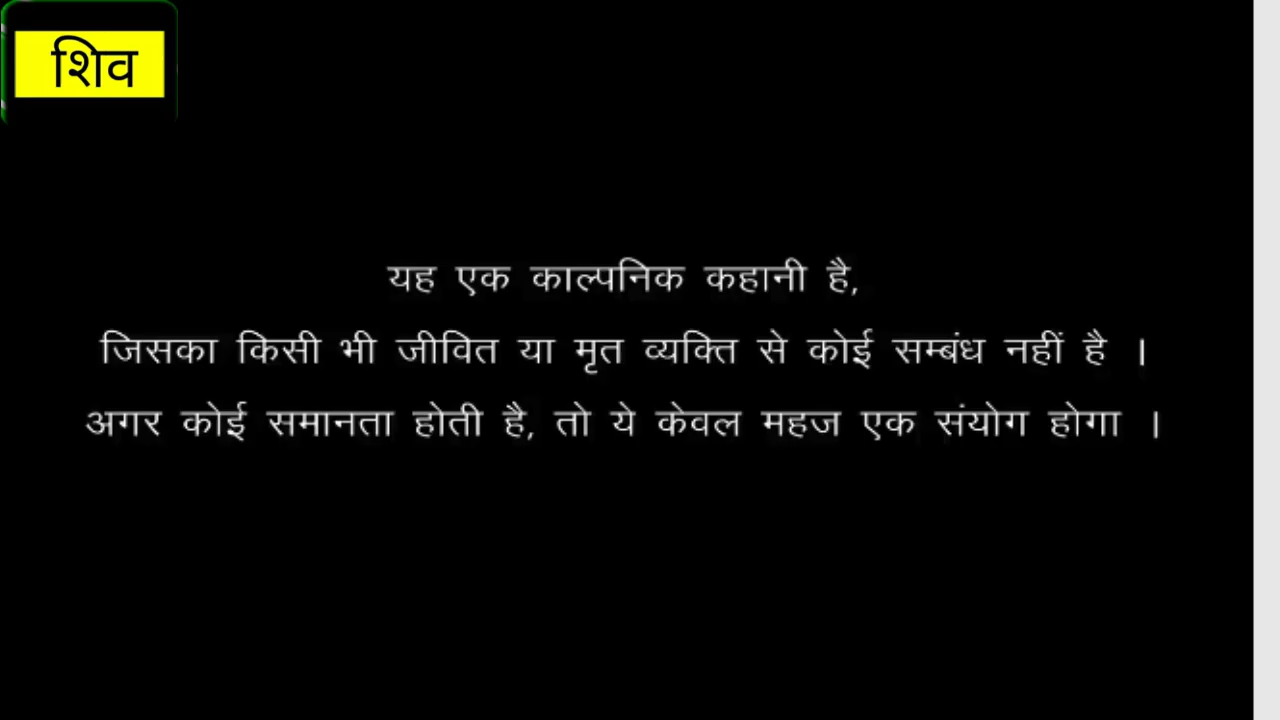 शिव
यह एक काल्पनिक कहानी है,
जिसका किसी भी जीवित या मृत व्यक्ति से कोई सम्बंध नहीं है ।
अगर कोई समानता होती है, तो ये केवल महज एक संयोग होगा ।